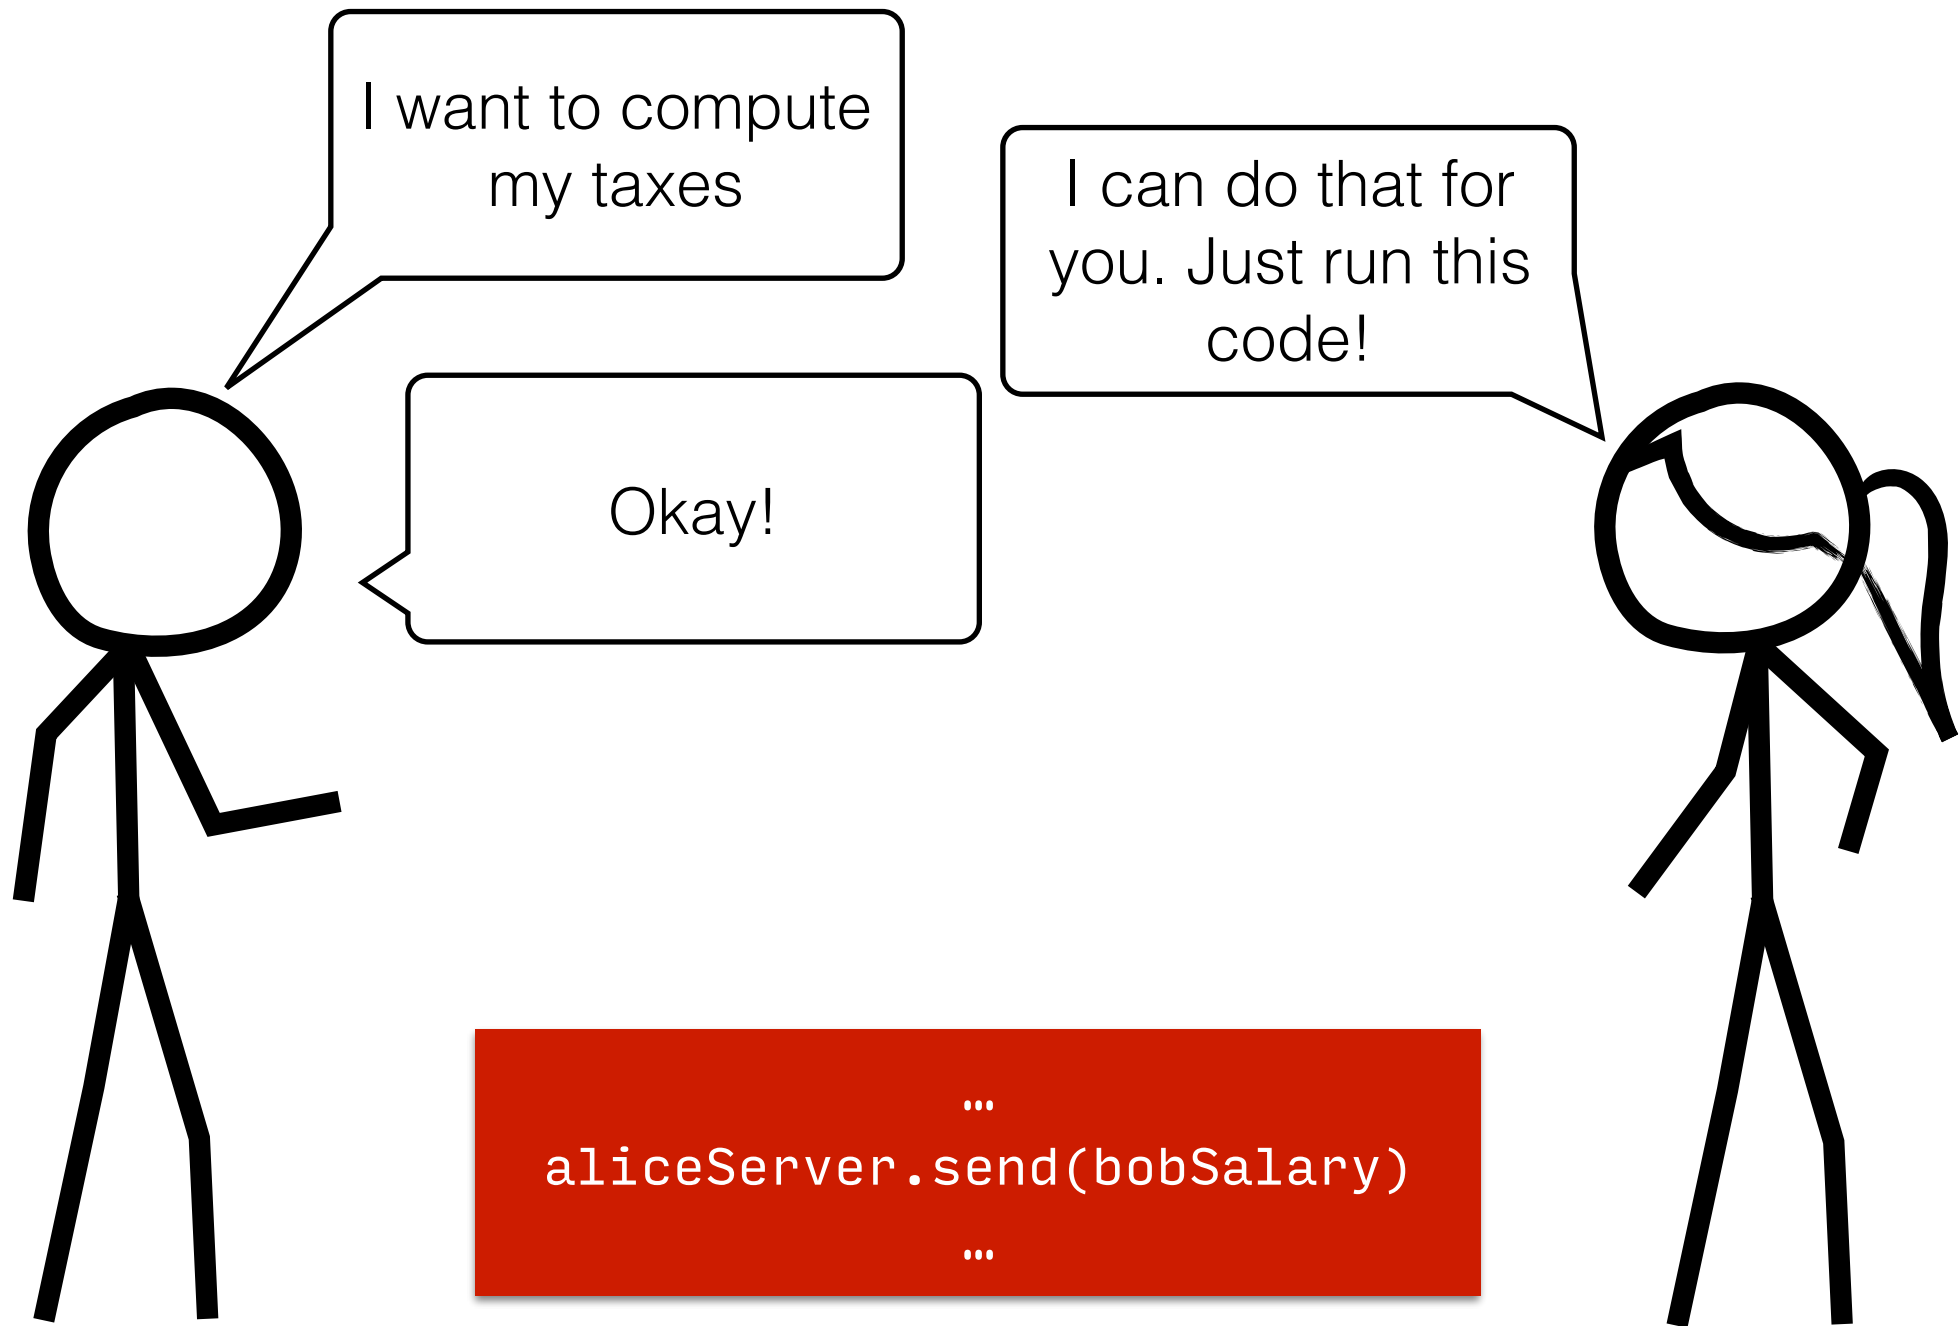 I want to compute
my taxes
I can do that for
you. Just run this
code!
Okay!
…
aliceServer.send(bobSalary)
…